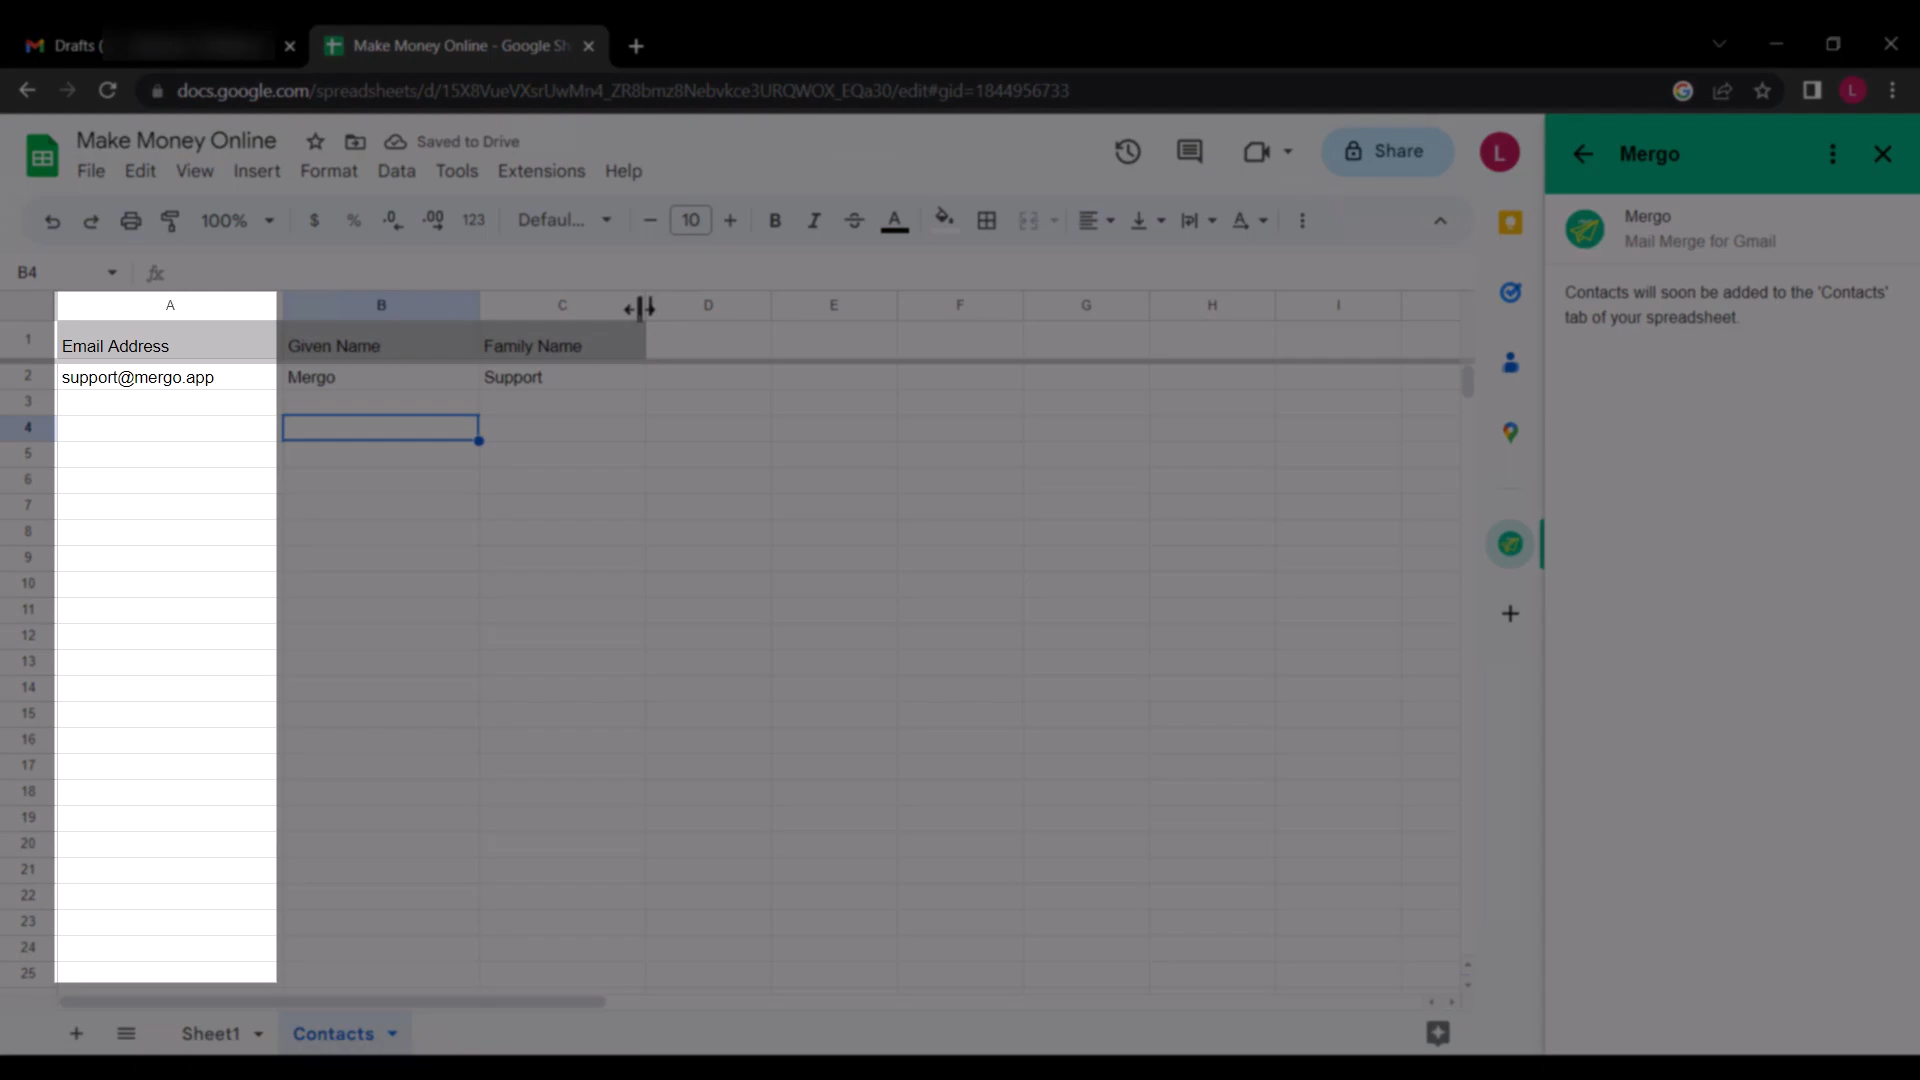 Drafts (
Make Money Online - Google Sh
docs.google.com/spreadsheets/d/15X8VueVXsrUwMn4_ZR8bmz8Nebvkce3URQWOX_EQa30/edit#gid=1844956733
L
Make Money Online
Saved to Drive
File Edit View Insert Format Data Tools Extensions Help
Share
L
Mergo
100% $ % .0 .00 123 Defaul... 10 B I S A
Mergo
Mail Merge for Gmail
Contacts will soon be added to the 'Contacts'
tab of your spreadsheet.
B4 fx
A B C D E F G H I
1 Email Address Given Name Family Name
2 support@mergo.app Mergo Support
3
4
5
6
7
8
9
10
11
12
13
14
15
16
17
18
19
20
21
22
23
24
25
Sheet1 Contacts